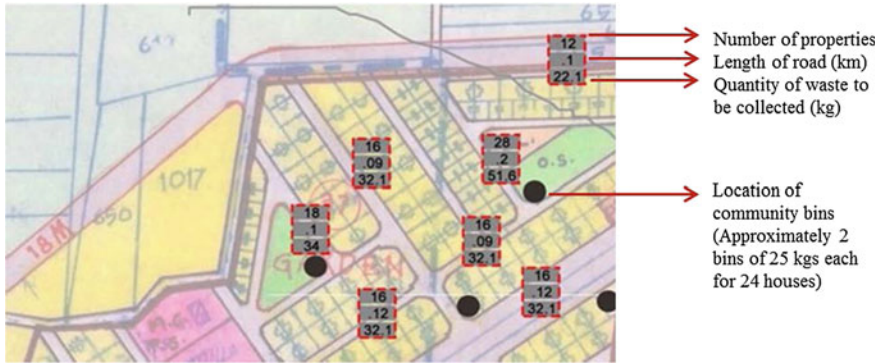 65
12
.1
22.1
Number of properties
Length of road (km)
Quantity of waste to
be collected (kg)
16
.09
32.1
28
.2
51.6
O.S.
1017
650
18M
18
.1
34
GARDEN
16
.09
32.1
16
.12
32.1
16
.12
32.1
Location of
community bins
(Approximately 2
bins of 25 kgs each
for 24 houses)